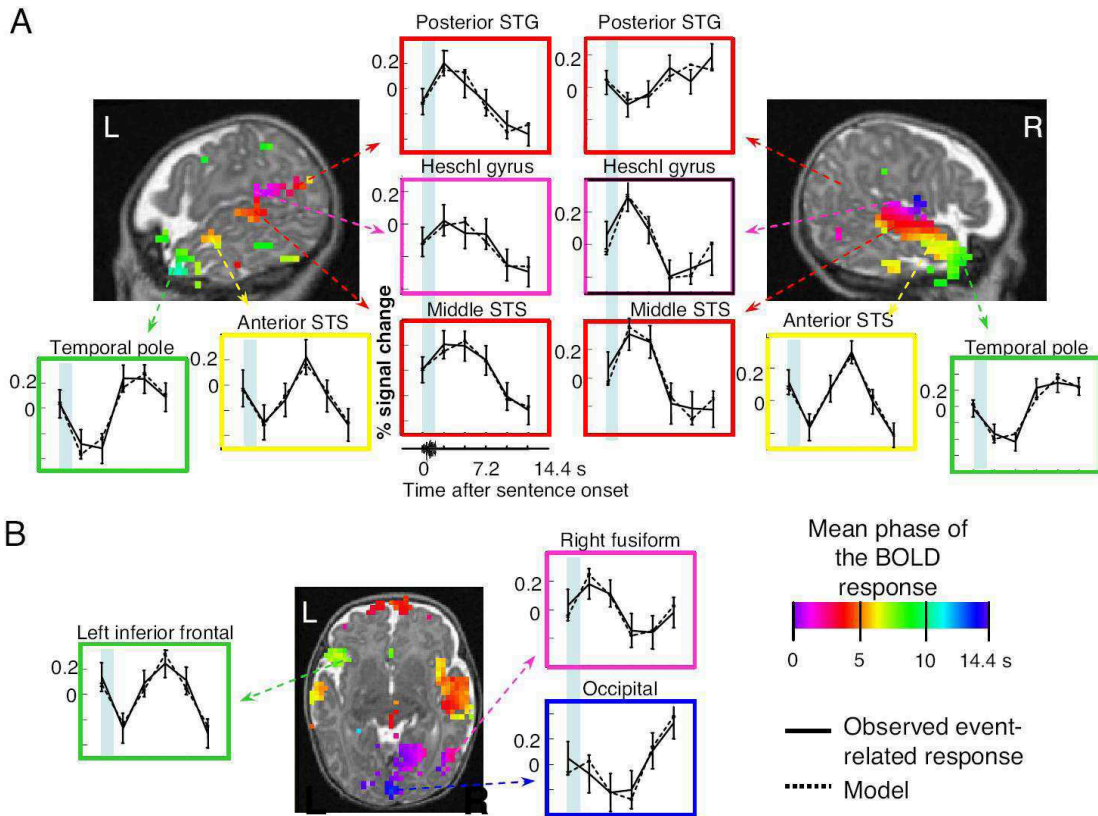 A
Posterior STG
Posterior STG
0.2
0
0.2
0
L
R
Heschl gyrus
Heschl gyrus
0.2
0
0.2
0
% signal change
Middle STS
Middle STS
0.2
0
0.2
0
Temporal pole
0.2
0
Anterior STS
0.2
0
Anterior STS
0.2
0
Temporal pole
0.2
0
0 7.2 14.4 s
Time after sentence onset
B
Left inferior frontal
0.2
0
L
L
R
Right fusiform
0.2
0
Occipital
0.2
0
Mean phase of
the BOLD
response
0 5 10 14.4 s
Observed event-
related response
Model